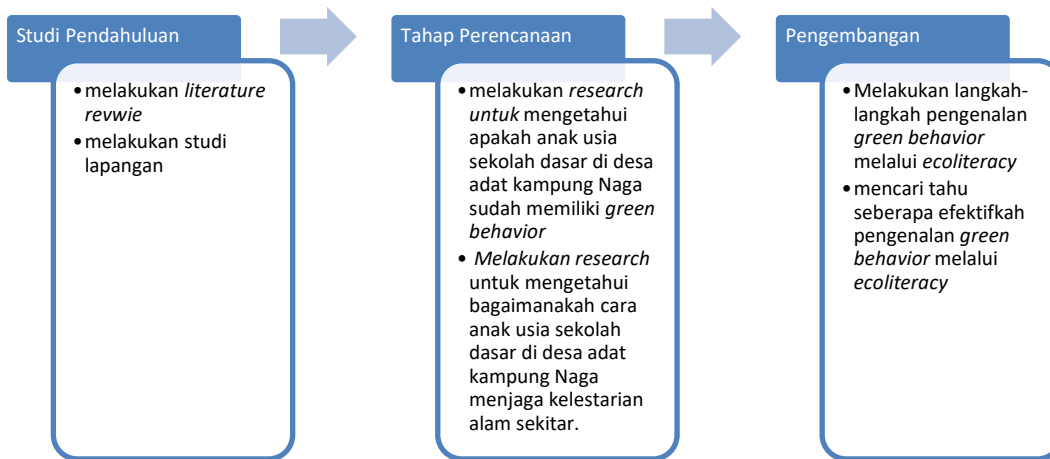 Studi Pendahuluan
•melakukan literature
revwie
•melakukan studi
lapangan
Tahap Perencanaan
•melakukan research
untuk mengetahui
apakah anak usia
sekolah dasar di desa
adat kampung Naga
sudah memiliki green
behavior
• Melakukan research
untuk mengetahui
bagaimanakah cara
anak usia sekolah
dasar di desa adat
kampung Naga
menjaga kelestarian
alam sekitar.
Pengembangan
•Melakukan langkah-
langkah pengenalan
green behavior
melalui ecoliteracy
•mencari tahu
seberapa efektifkah
pengenalan green
behavior melalui
ecoliteracy